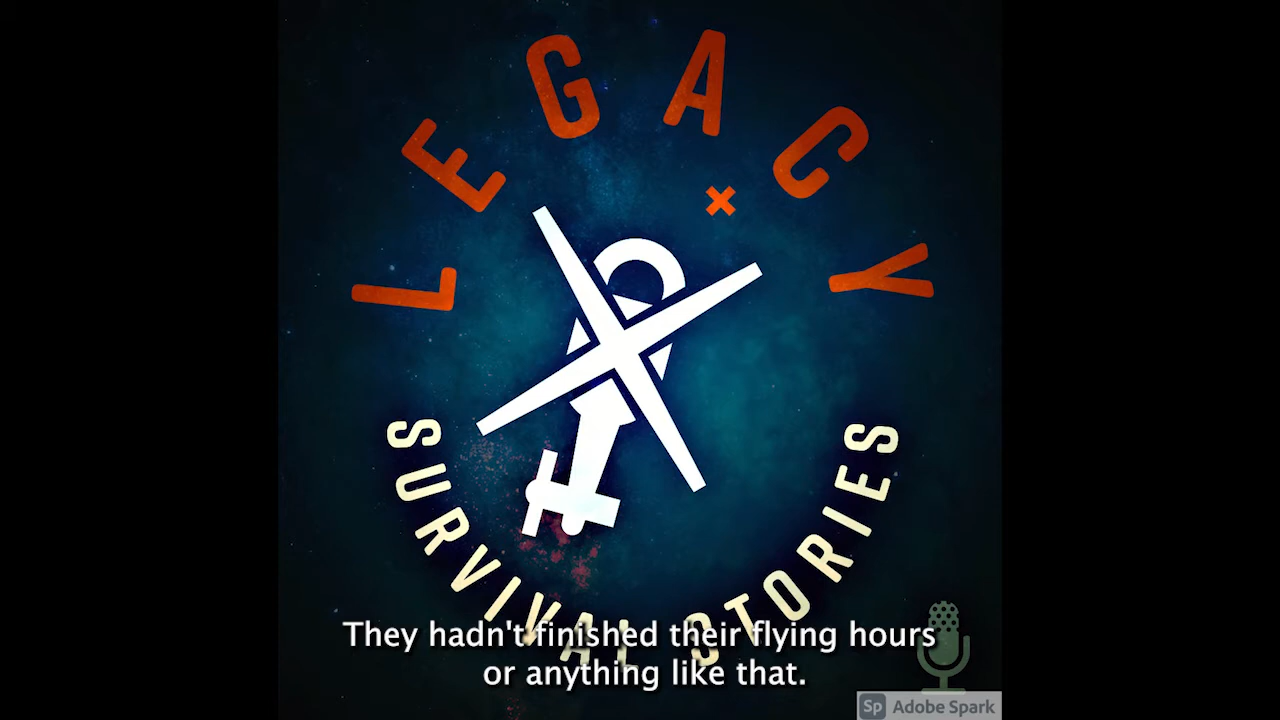 LEGACY
SURVIVAL STORIES
They hadn't finished their flying hours
or anything like that.
Sp Adobe Spark